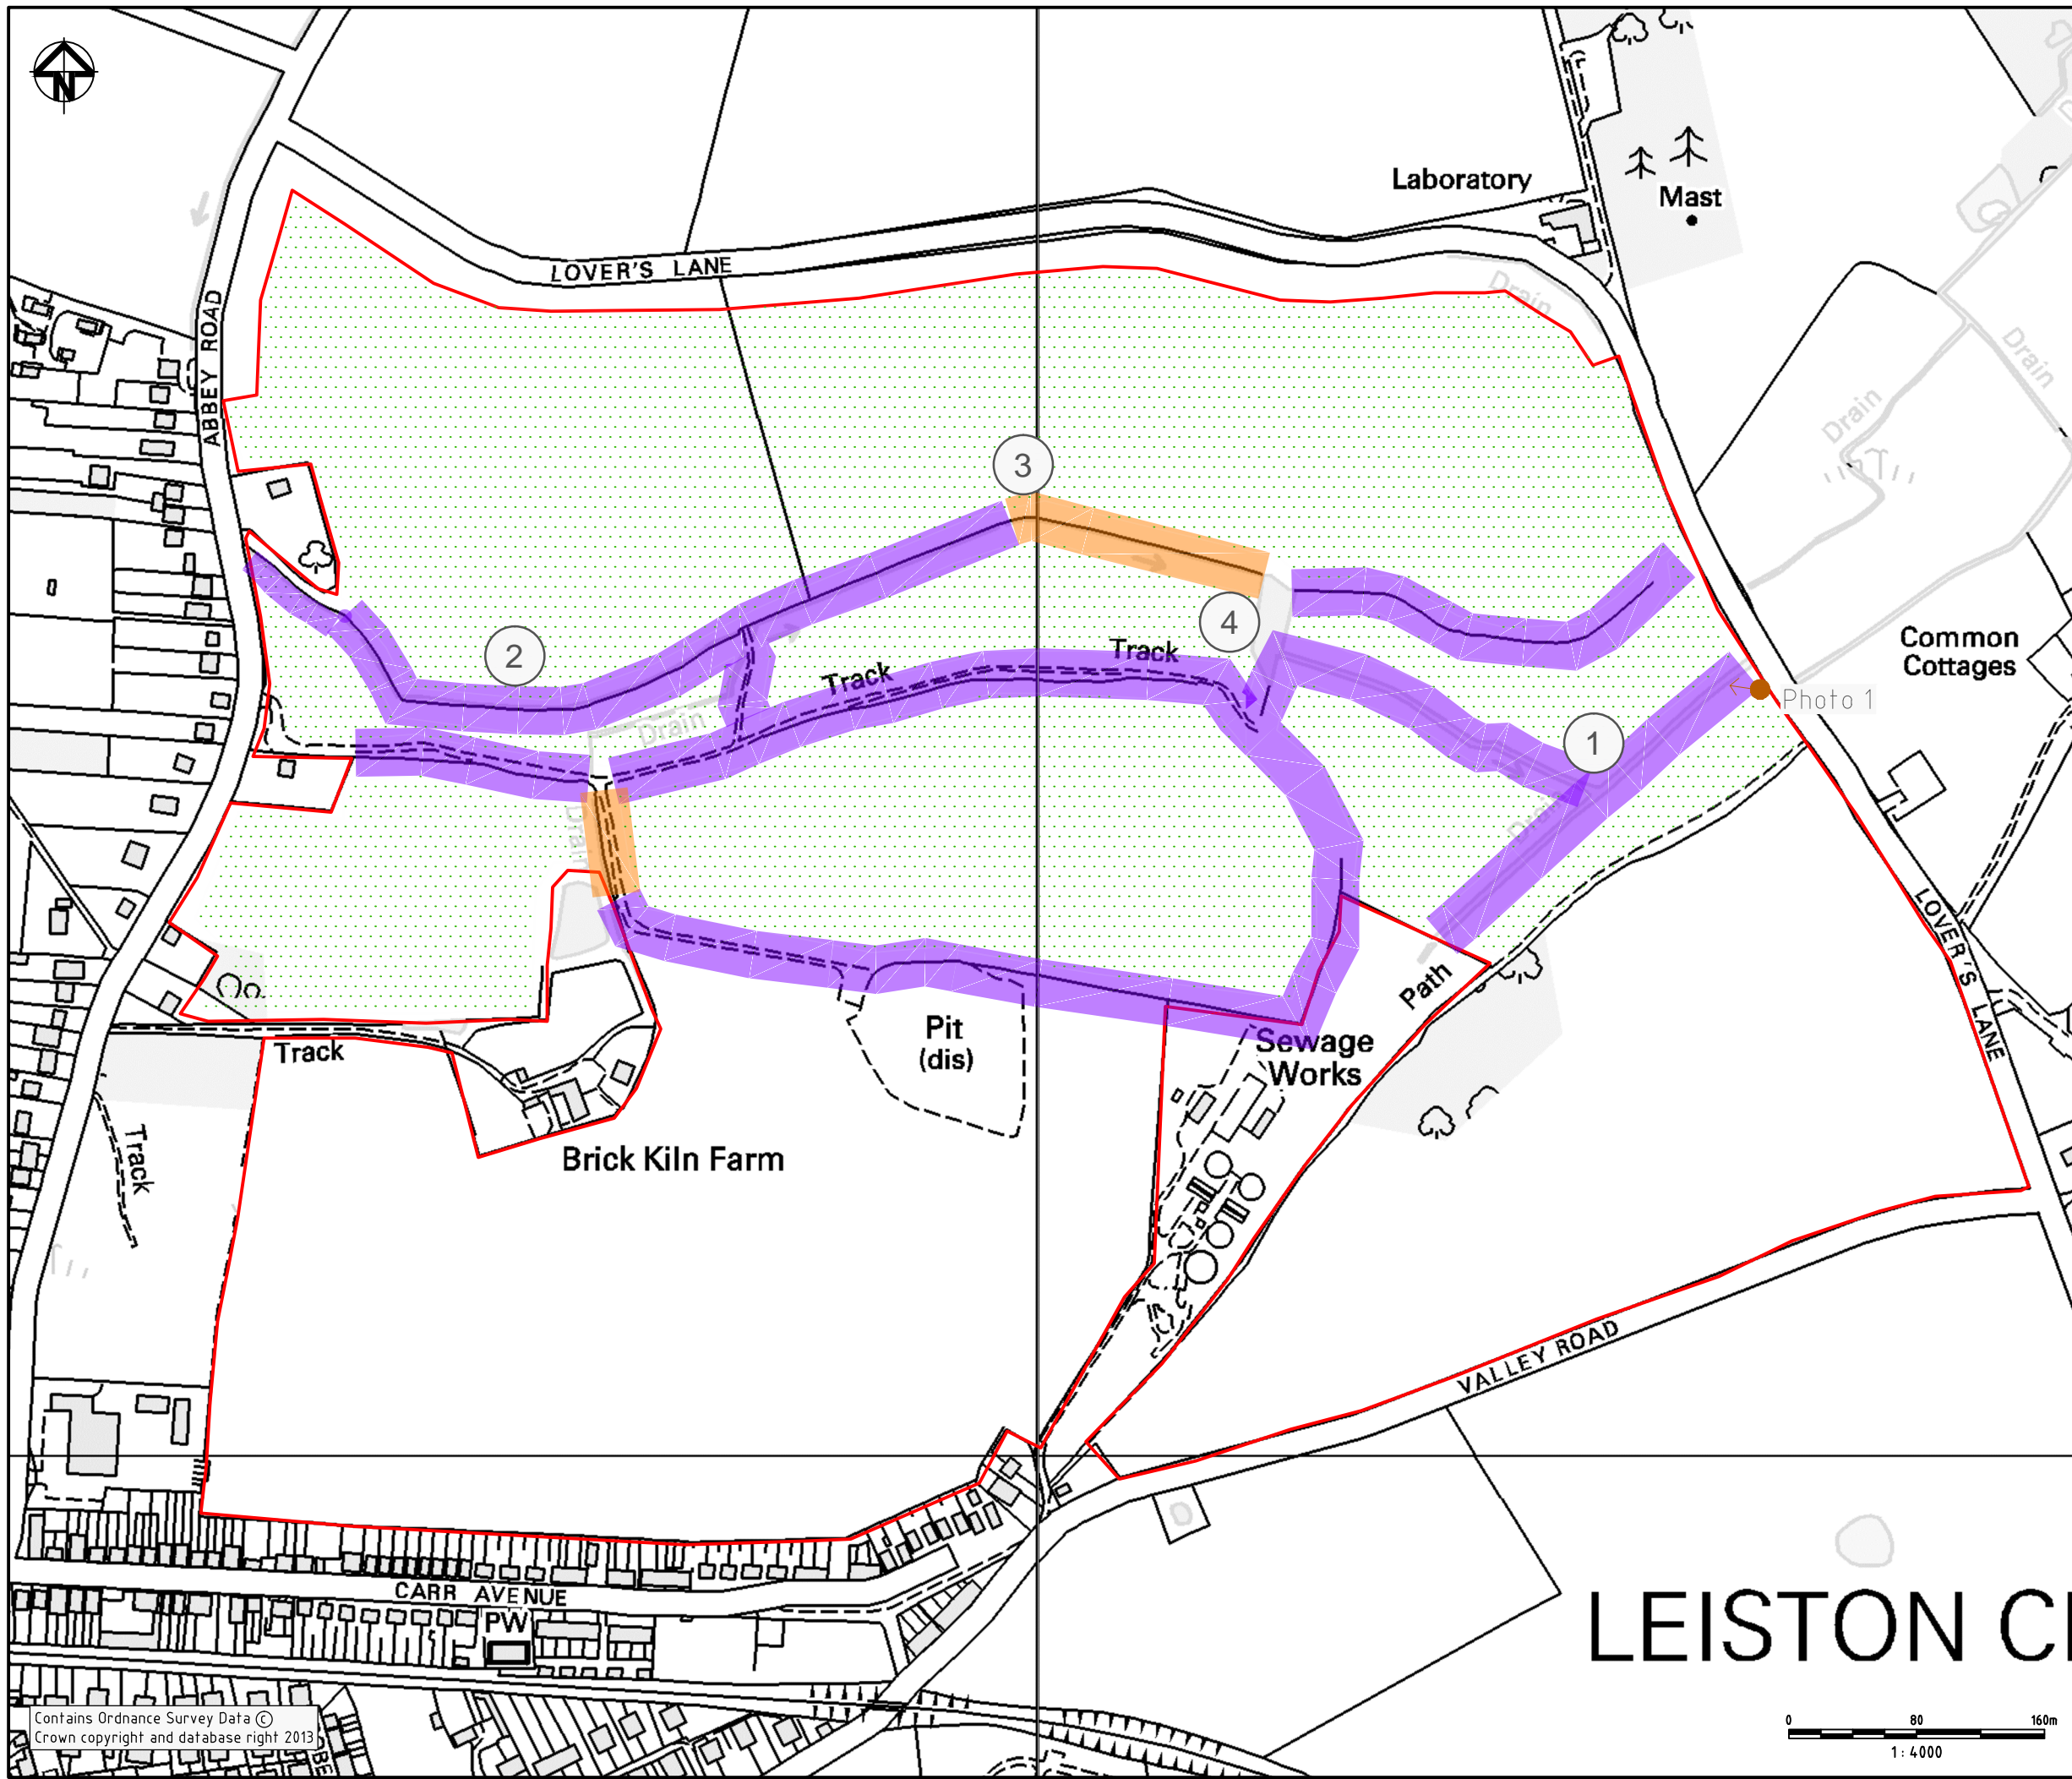 N
Laboratory
Mast
Drain
LOVER'S LANE
Drain
ABBEY ROAD
Drain
3
4
2
Track
Track
Common
Cottages
Photo 1
Drain
1
Drain
Drain
LOVER'S LANE
Path
Pit
(dis)
Sewage
Works
Track
Track
Brick Kiln Farm
VALLEY ROAD
CARR AVENUE
PW
LEISTON
Contains Ordnance Survey Data ©
Crown copyright and database right 2013
0 80 160m
1 : 4000